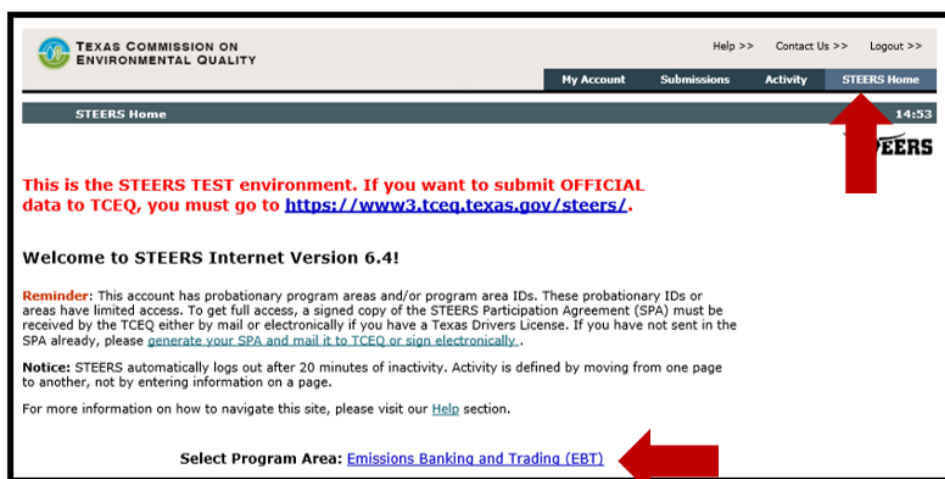 TEXAS COMMISSION ON
ENVIRONMENTAL QUALITY
Help >> Contact Us >> Logout >>
My Account Submissions Activity STEERS Home
STEERS Home 14:53
This is the STEERS TEST environment. If you want to submit OFFICIAL
data to TCEQ, you must go to https://www3.tceq.texas.gov/steers/.
Welcome to STEERS Internet Version 6.4!
Reminder: This account has probationary program areas and/or program area IDs. These probationary IDs or
areas have limited access. To get full access, a signed copy of the STEERS Participation Agreement (SPA) must be
received by the TCEQ either by mail or electronically if you have a Texas Drivers License. If you have not sent in the
SPA already, please generate your SPA and mail it to TCEQ or sign electronically.
Notice: STEERS automatically logs out after 20 minutes of inactivity. Activity is defined by moving from one page
to another, not by entering information on a page.
For more information on how to navigate this site, please visit our Help section.
Select Program Area: Emissions Banking and Trading (EBT)